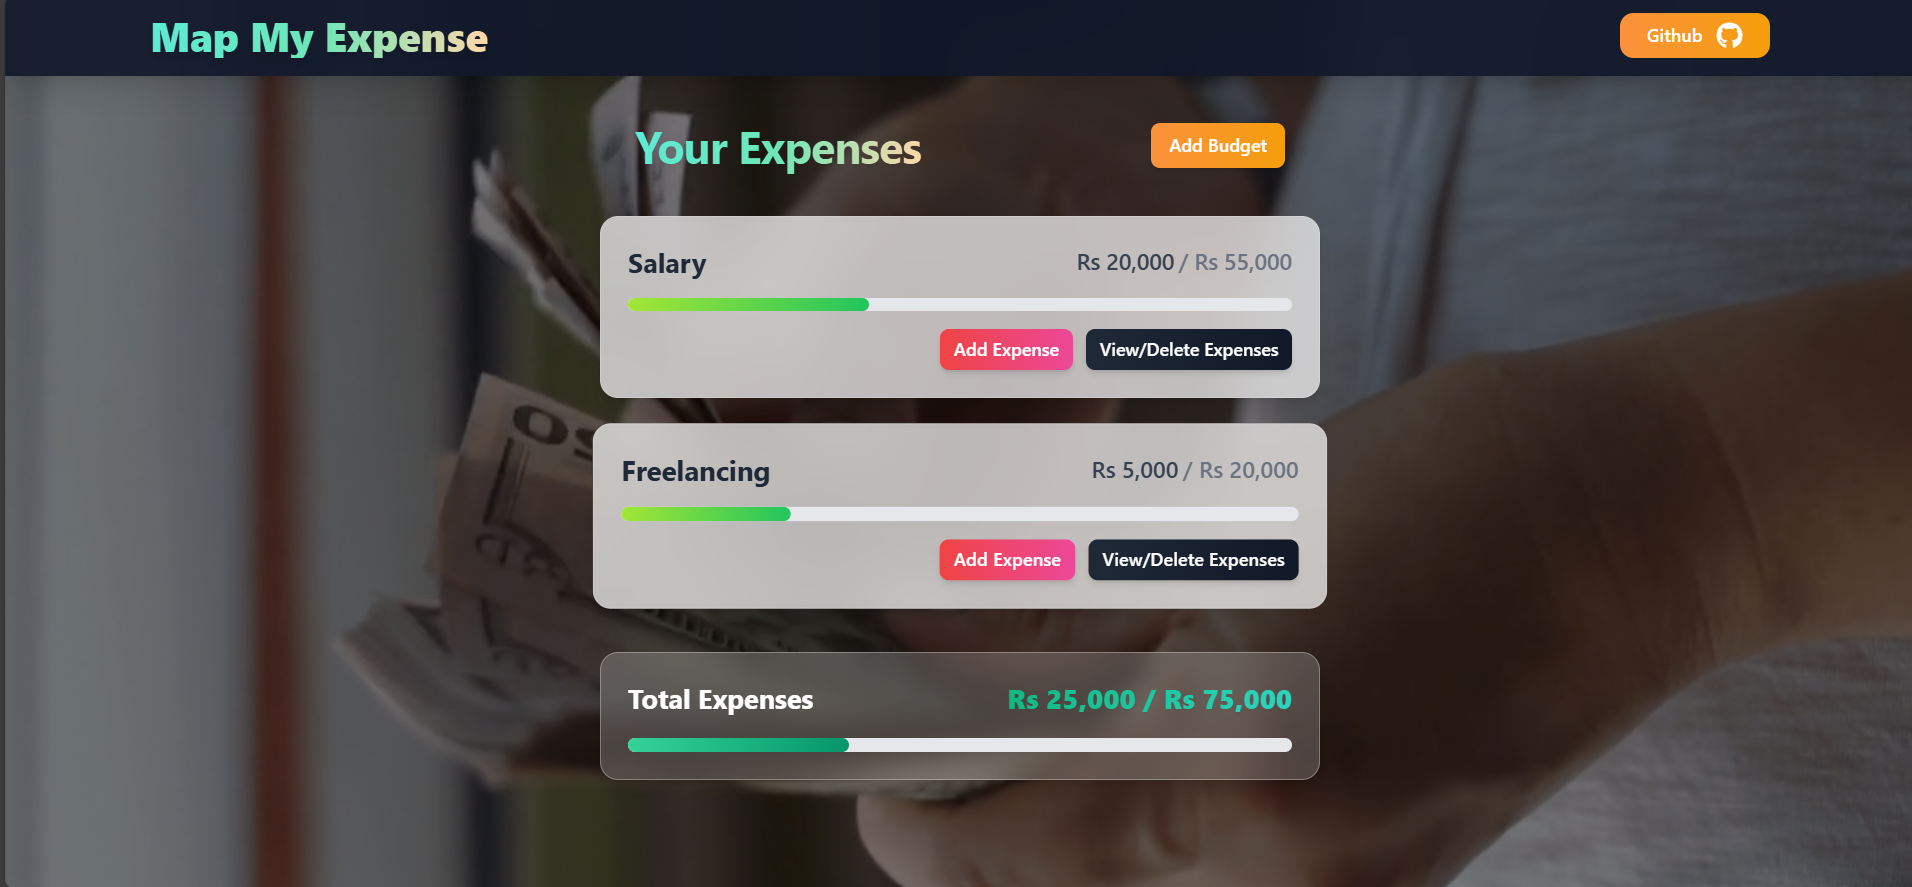 Map My Expense
Github
Your Expenses
Add Budget
Salary
Rs 20,000 / Rs 55,000
Add Expense
View/Delete Expenses
Freelancing
Rs 5,000 / Rs 20,000
Add Expense
View/Delete Expenses
Total Expenses
Rs 25,000 / Rs 75,000